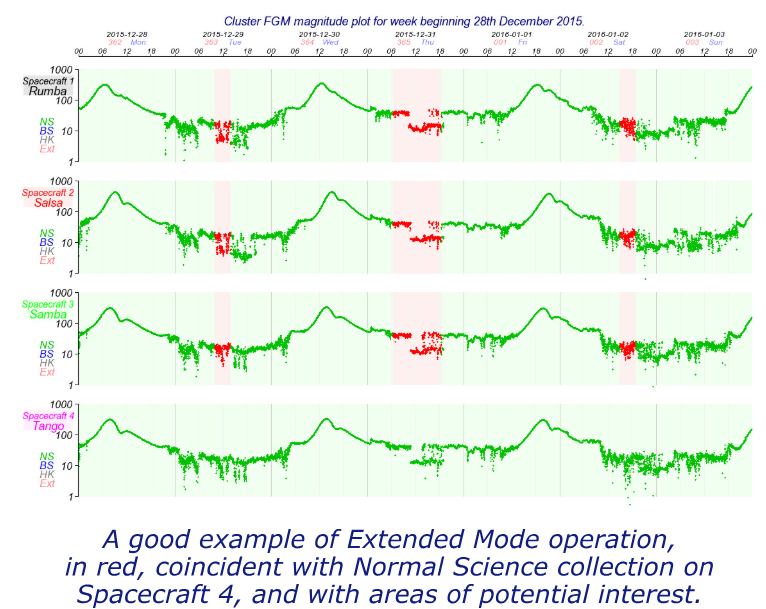 Cluster FGM magnitude plot for week beginning 28th December 2015.
2015-12-28 2015-12-29 2015-12-30 2015-12-31 2016-01-01 2016-01-02 2016-01-03
362 Mon 363 Tue 364 Wed 365 Thu 001 Fri 002 Sat 003 Sun
00 06 12 18 00 06 12 18 00 06 12 18 00 06 12 18 00 06 12 18 00 06 12 18 00 06 12 18 00
1000
Spacecraft 1
Rumba
100
NS
10
BS
HK
Ext
1
1000
Spacecraft 2
Salsa
100
NS
10
BS
HK
Ext
1
1000
Spacecraft 3
Samba
100
NS
10
BS
HK
Ext
1
1000
Spacecraft 4
Tango
100
NS
10
BS
HK
Ext
1
A good example of Extended Mode operation,
in red, coincident with Normal Science collection on
Spacecraft 4, and with areas of potential interest.